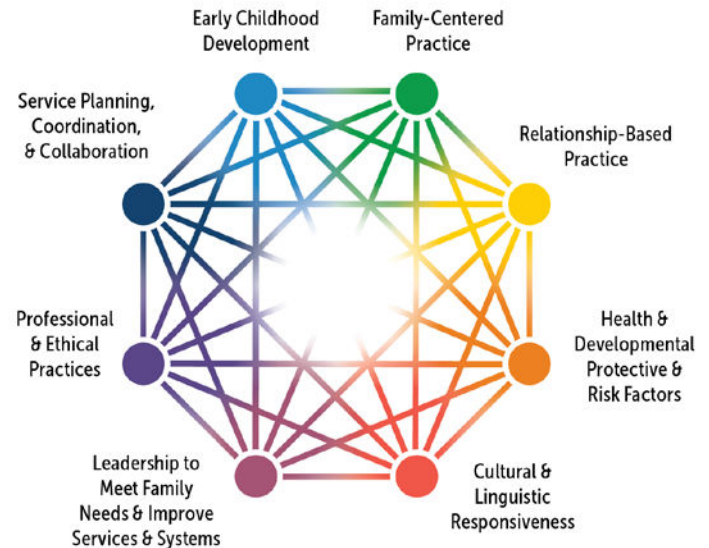 Early Childhood
Development
Family-Centered
Practice
Relationship-Based
Practice
Health &
Developmental
Protective &
Risk Factors
Cultural &
Linguistic
Responsiveness
Leadership to
Meet Family
Needs & Improve
Services & Systems
Professional
& Ethical
Practices
Service Planning,
Coordination,
& Collaboration